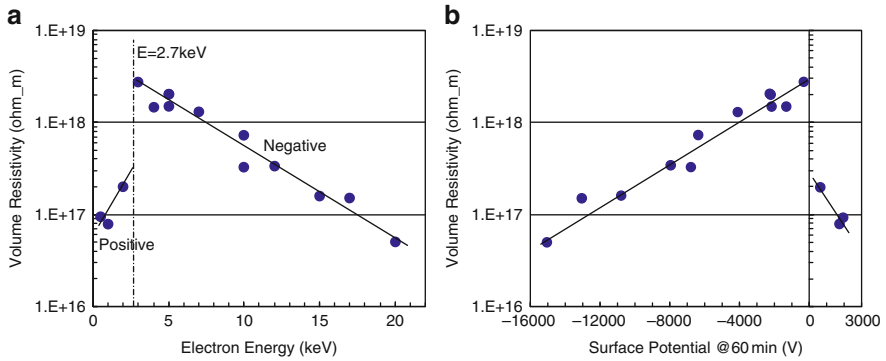 a
1.E+19
1.E+18
1.E+17
1.E+16
Volume Resistivity (ohm_m)
E=2.7keV
Negative
Positive
0 5 10 15 20
Electron Energy (keV)
b
1.E+19
1.E+18
1.E+17
1.E+16
Volume Resistivity (ohm_m)
−16000 −12000 −8000 −4000 0 3000
Surface Potential @60 min (V)